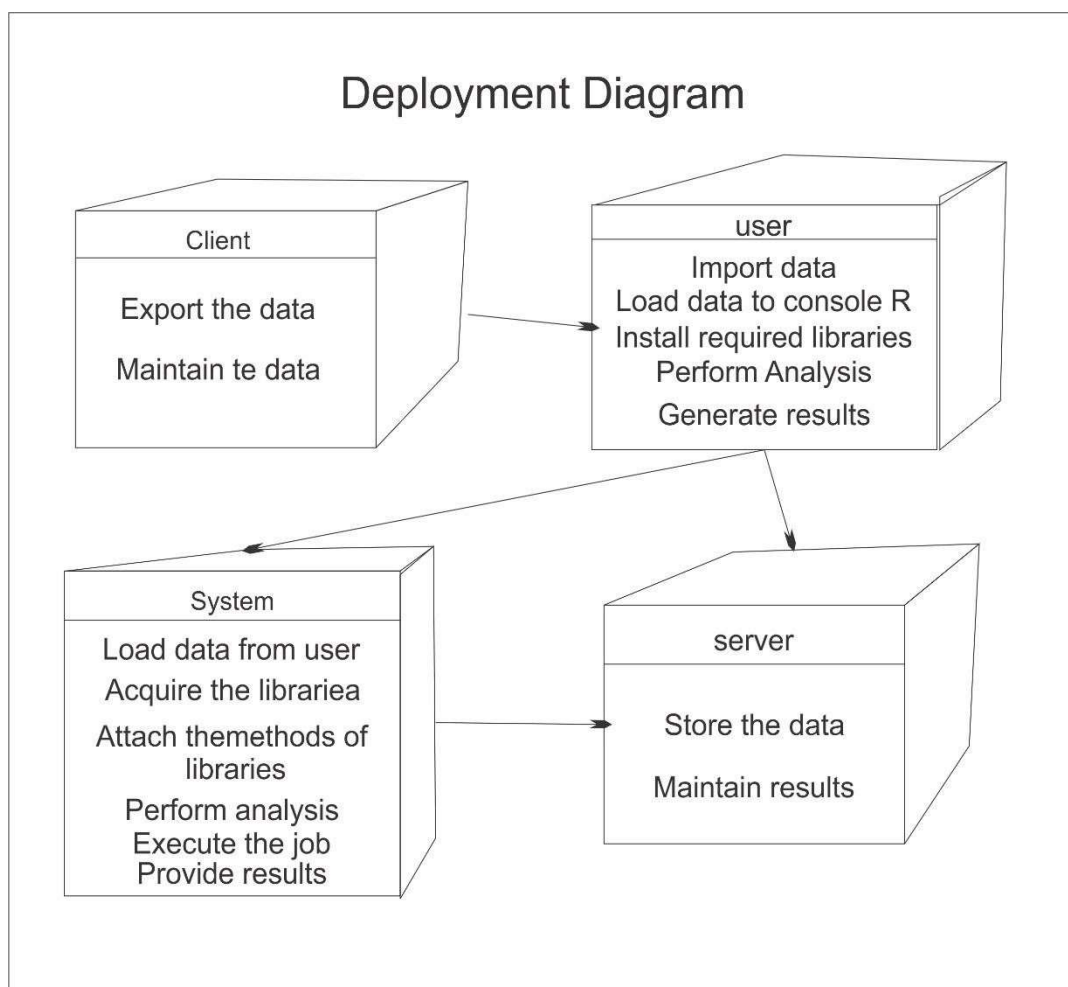 Deployment Diagram
Client
Export the data
Maintain te data
user
Import data
Load data to console R
Install required libraries
Perform Analysis
Generate results
System
Load data from user
Acquire the librariea
Attach themethods of
libraries
Perform analysis
Execute the job
Provide results
server
Store the data
Maintain results